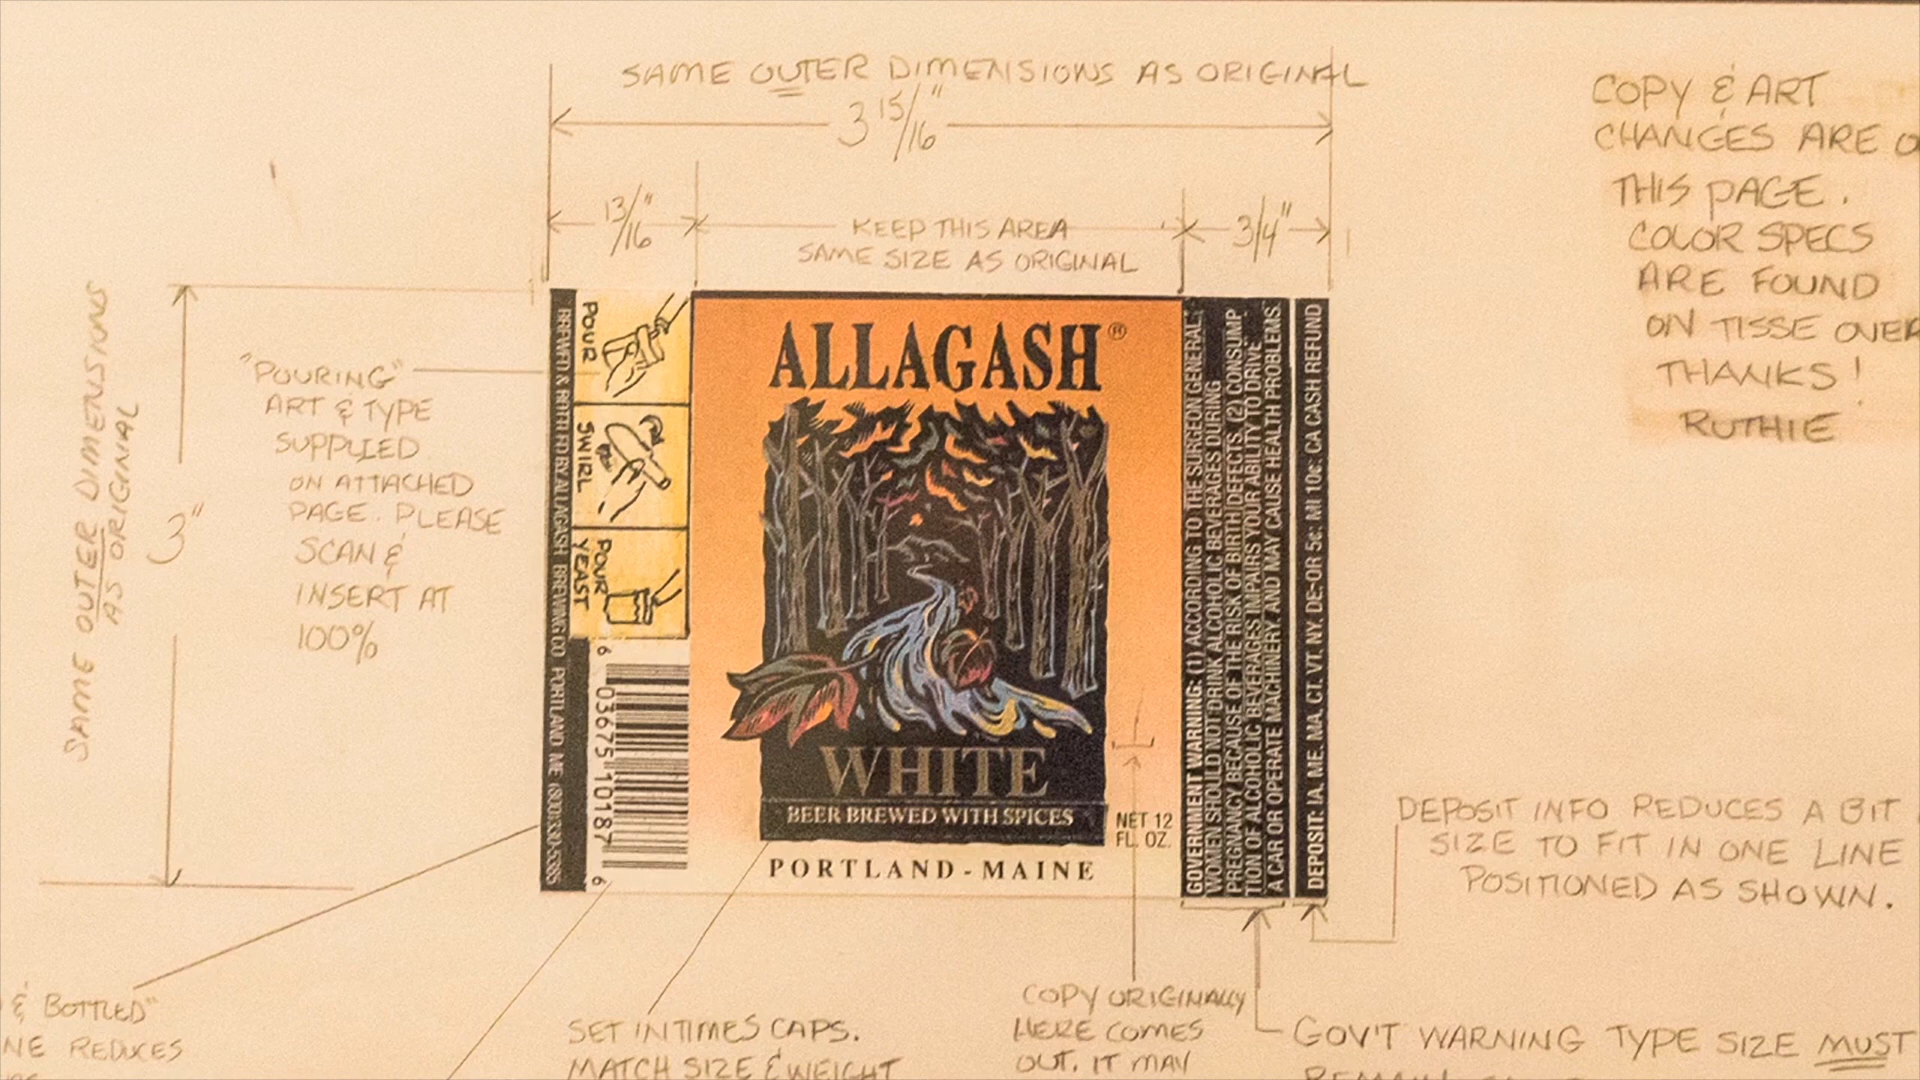 SAME OUTER DIMENSIONS AS ORIGINAL
3 15/16"
13/16"
KEEP THIS AREA
SAME SIZE AS ORIGINAL
3/4"
COPY & ART
CHANGES ARE
THIS PAGE.
COLOR SPECS
ARE FOUND
ON TISSE OVER
THANKS!
RUTHIE
SAME OUTER DIMENSIONS
AS ORIGINAL
3"
"POURING"
ART & TYPE
SUPPLIED
ON ATTACHED
PAGE. PLEASE
SCAN &
INSERT AT
100%
BREWED & BOTTLED BY ALLAGASH BREWING CO. PORTLAND, ME (800)-330-5385
POUR
SWIRL
POUR
YEAST
6 03675 10187 6
ALLAGASH®
WHITE
BEER BREWED WITH SPICES
NET 12
FL. OZ.
PORTLAND - MAINE
GOVERNMENT WARNING: (1) ACCORDING TO THE SURGEON GENERAL,
WOMEN SHOULD NOT DRINK ALCOHOLIC BEVERAGES DURING
PREGNANCY BECAUSE OF THE RISK OF BIRTH DEFECTS. (2) CONSUMP
TION OF ALCOHOLIC BEVERAGES IMPAIRS YOUR ABILITY TO DRIVE
A CAR OR OPERATE MACHINERY AND MAY CAUSE HEALTH PROBLEMS.
DEPOSIT: IA, ME, MA, CT, VT, NY, DE-OR 5¢; MI 10¢; CA CASH REFUND
DEPOSIT INFO REDUCES A BIT
SIZE TO FIT IN ONE LINE
POSITIONED AS SHOWN.
& BOTTLED"
NE REDUCES
SET IN TIMES CAPS.
MATCH SIZE & WEIGHT
COPY ORIGINALLY
HERE COMES
OUT. IT MAY
GOV'T WARNING TYPE SIZE MUST